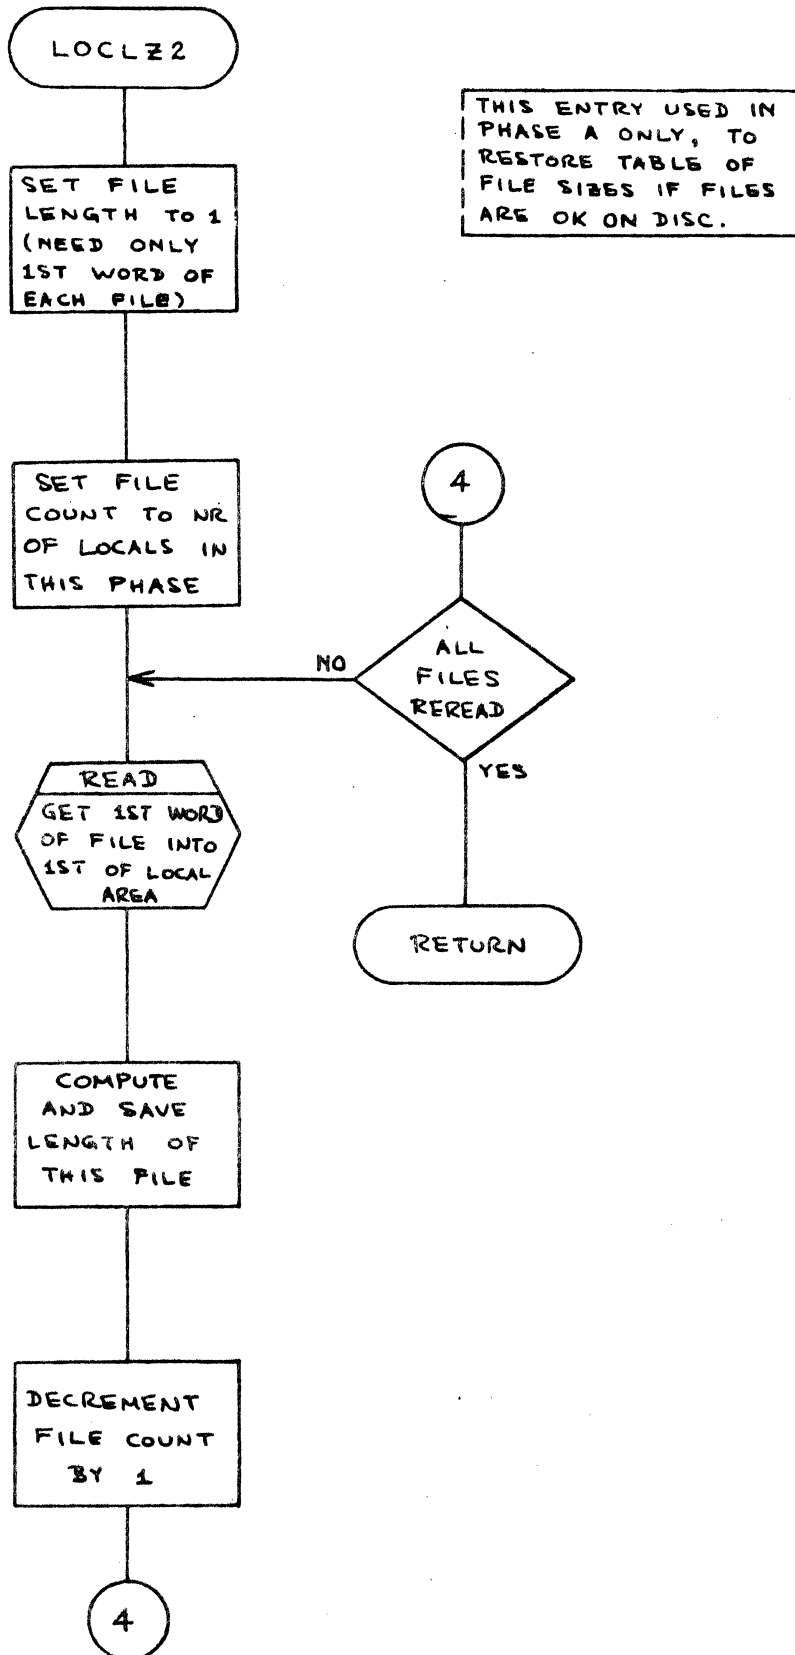 LOCLZ2
THIS ENTRY USED IN
PHASE A ONLY, TO
RESTORE TABLE OF
FILE SIZES IF FILES
ARE OK ON DISC.
SET FILE
LENGTH TO 1
(NEED ONLY
1ST WORD OF
EACH FILE)
SET FILE
COUNT TO NR
OF LOCALS IN
THIS PHASE
4
ALL
FILES
REREAD
NO
YES
RETURN
READ
GET 1ST WORD
OF FILE INTO
1ST OF LOCAL
AREA
COMPUTE
AND SAVE
LENGTH OF
THIS FILE
DECREMENT
FILE COUNT
BY 1
4